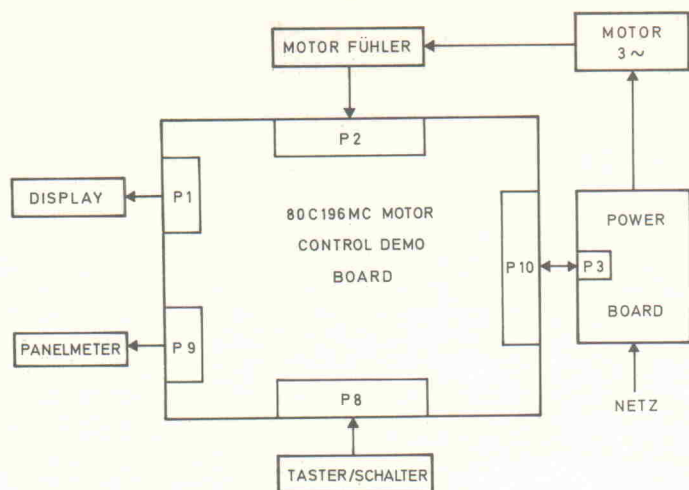 MOTOR FÜHLER
MOTOR
3~
P2
P1
DISPLAY
80C196MC MOTOR
CONTROL DEMO
BOARD
P10
POWER
P3
BOARD
PANELMETER
P9
P8
NETZ
TASTER/SCHALTER